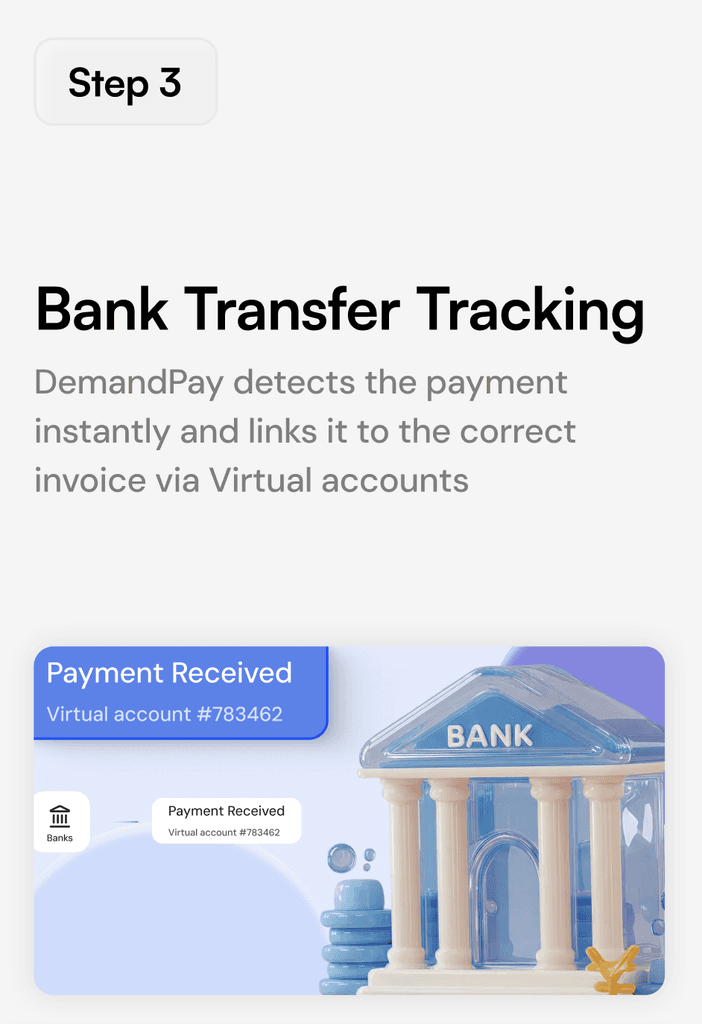 Step 3
Bank Transfer Tracking
DemandPay detects the payment
instantly and links it to the correct
invoice via Virtual accounts
Payment Received
Virtual account #783462
BANK
Banks
Payment Received
Virtual account #783462
¥